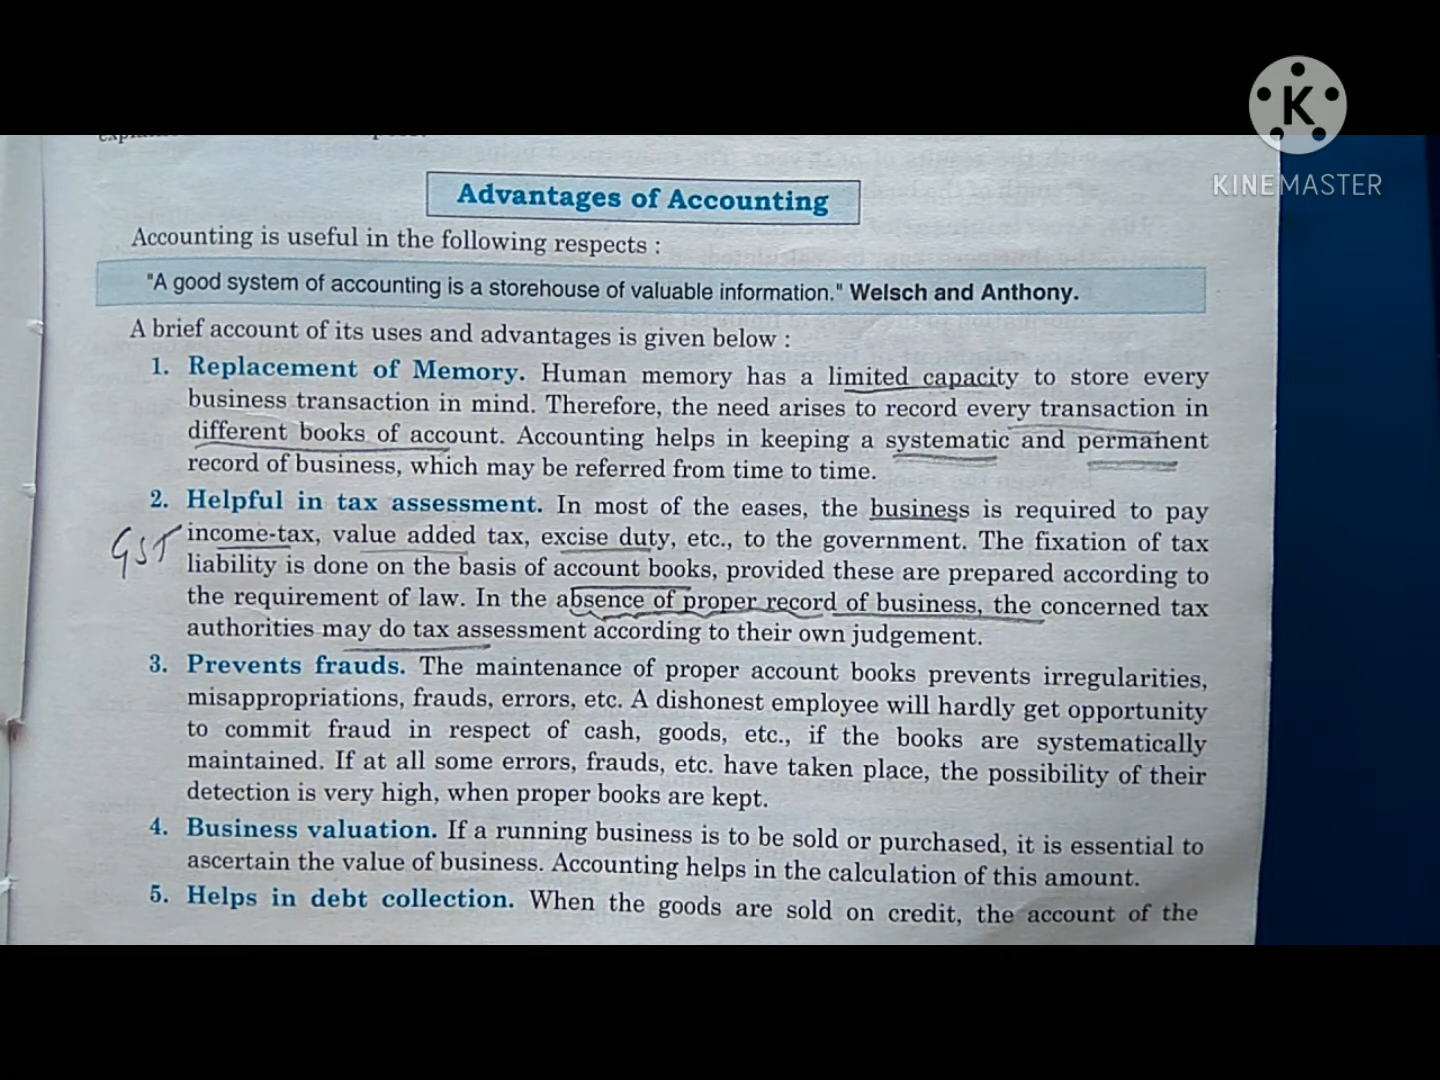 K
KINEMASTER
Advantages of Accounting
Accounting is useful in the following respects :
"A good system of accounting is a storehouse of valuable information." Welsch and Anthony.
A brief account of its uses and advantages is given below :
1. Replacement of Memory. Human memory has a limited capacity to store every
business transaction in mind. Therefore, the need arises to record every transaction in
different books of account. Accounting helps in keeping a systematic and permanent
record of business, which may be referred from time to time.
2. Helpful in tax assessment. In most of the eases, the business is required to pay
GST
income-tax, value added tax, excise duty, etc., to the government. The fixation of tax
liability is done on the basis of account books, provided these are prepared according to
the requirement of law. In the absence of proper record of business, the concerned tax
authorities may do tax assessment according to their own judgement.
3. Prevents frauds. The maintenance of proper account books prevents irregularities,
misappropriations, frauds, errors, etc. A dishonest employee will hardly get opportunity
to commit fraud in respect of cash, goods, etc., if the books are systematically
maintained. If at all some errors, frauds, etc. have taken place, the possibility of their
detection is very high, when proper books are kept.
4. Business valuation. If a running business is to be sold or purchased, it is essential to
ascertain the value of business. Accounting helps in the calculation of this amount.
5. Helps in debt collection. When the goods are sold on credit, the account of the